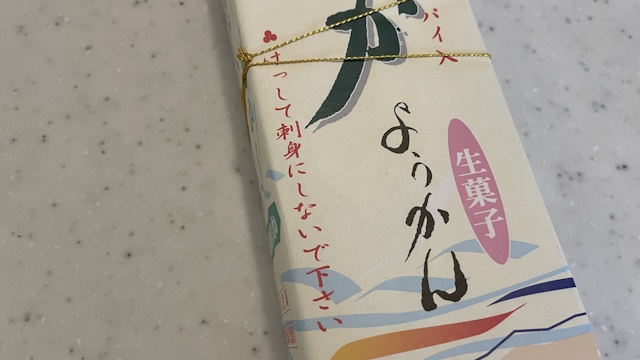 が
パイ入
ようかん
生菓子
けっして刺身にしないで下さい